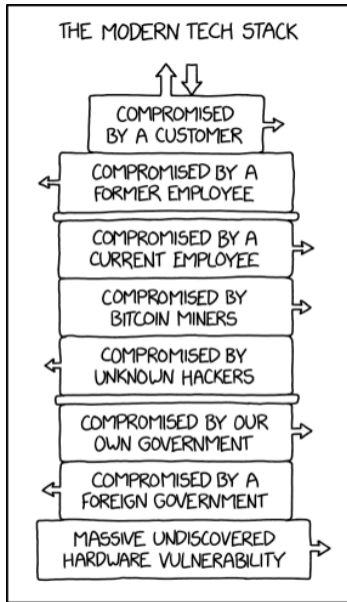 THE MODERN TECH STACK
COMPROMISED
BY A CUSTOMER
COMPROMISED BY A
FORMER EMPLOYEE
COMPROMISED BY A
CURRENT EMPLOYEE
COMPROMISED BY
BITCOIN MINERS
COMPROMISED BY
UNKNOWN HACKERS
COMPROMISED BY OUR
OWN GOVERNMENT
COMPROMISED BY A
FOREIGN GOVERNMENT
MASSIVE UNDISCOVERED
HARDWARE VULNERABILITY